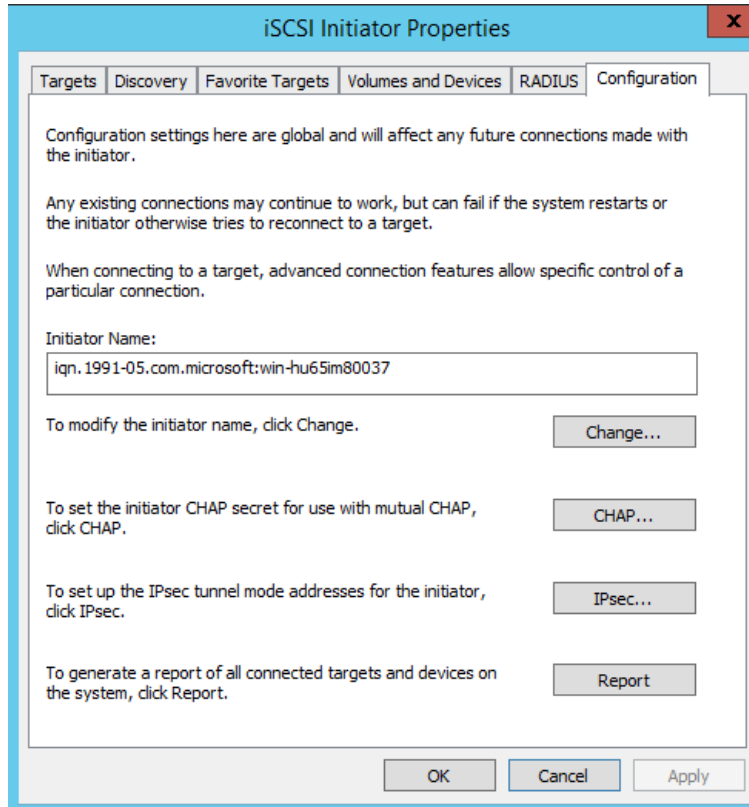 iSCSI Initiator Properties
x
Targets Discovery Favorite Targets Volumes and Devices RADIUS Configuration
Configuration settings here are global and will affect any future connections made with
the initiator.
Any existing connections may continue to work, but can fail if the system restarts or
the initiator otherwise tries to reconnect to a target.
When connecting to a target, advanced connection features allow specific control of a
particular connection.
Initiator Name:
iqn.1991-05.com.microsoft:win-hu65im80037
To modify the initiator name, click Change.
Change...
To set the initiator CHAP secret for use with mutual CHAP,
click CHAP.
CHAP...
To set up the IPsec tunnel mode addresses for the initiator,
click IPsec.
IPsec...
To generate a report of all connected targets and devices on
the system, click Report.
Report
OK Cancel Apply